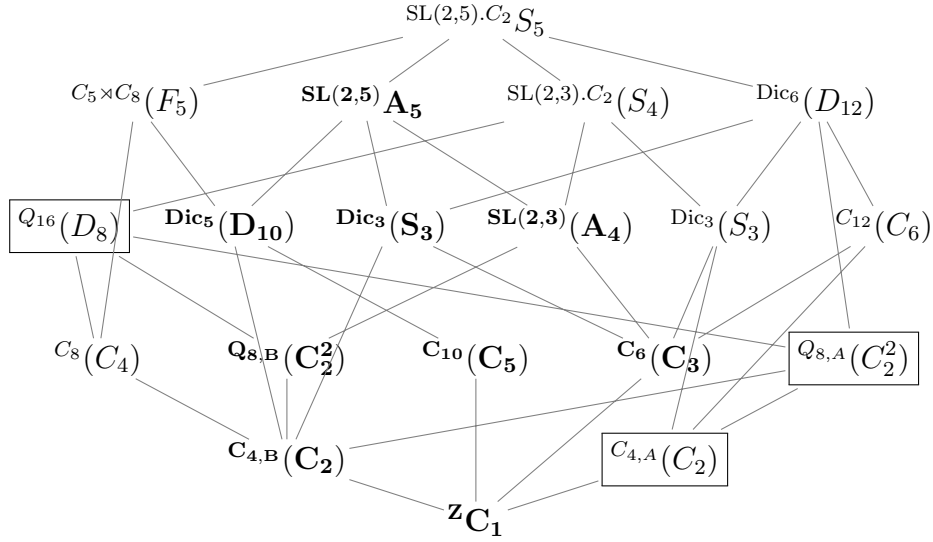 SL(2,5).C₂ S₅
C₅⋊C₈ (F₅) SL(2,5) A₅ SL(2,3).C₂ (S₄) Dic₆ (D₁₂)
Q₁₆ (D₈) Dic₅ (D₁₀) Dic₃ (S₃) SL(2,3) (A₄) Dic₃ (S₃) C₁₂ (C₆)
C₈ (C₄) Q₈,B (C₂²) C₁₀ (C₅) C₆ (C₃) Q₈,A (C₂²)
C₄,B (C₂) C₄,A (C₂)
Z C₁